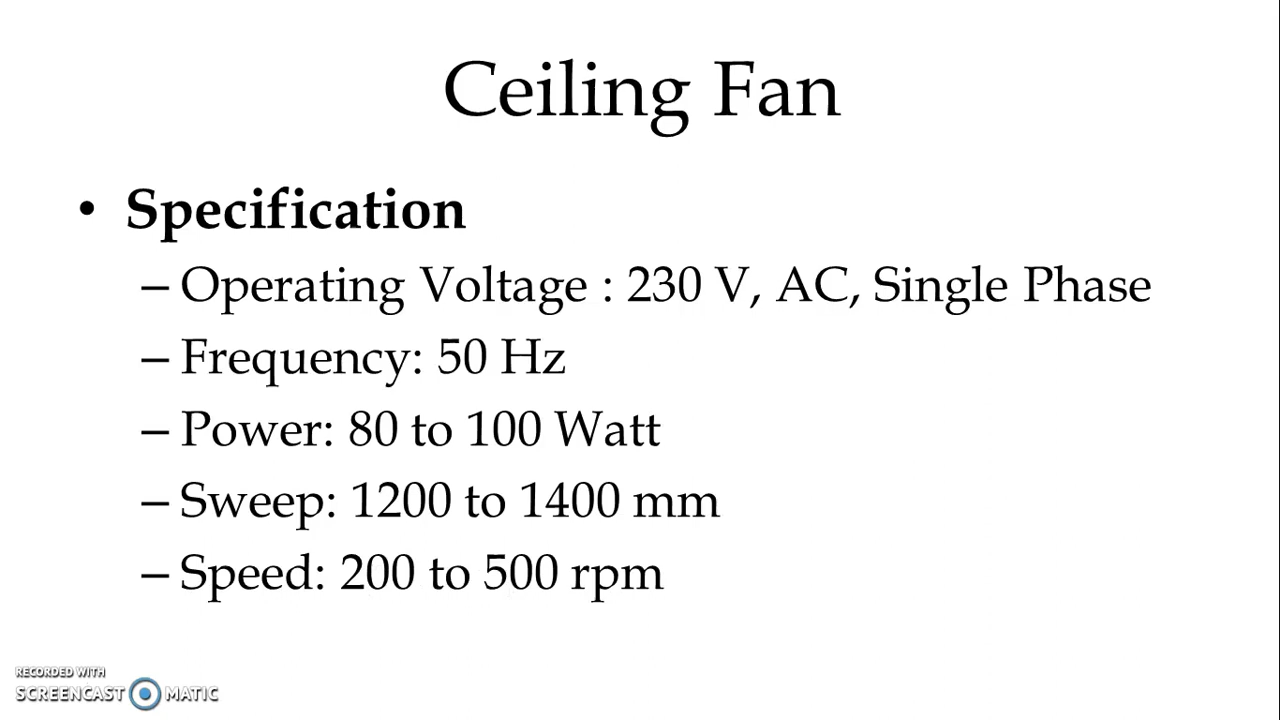 Ceiling Fan
• Specification
– Operating Voltage : 230 V, AC, Single Phase
– Frequency: 50 Hz
– Power: 80 to 100 Watt
– Sweep: 1200 to 1400 mm
– Speed: 200 to 500 rpm
RECORDED WITH
SCREENCAST MATIC